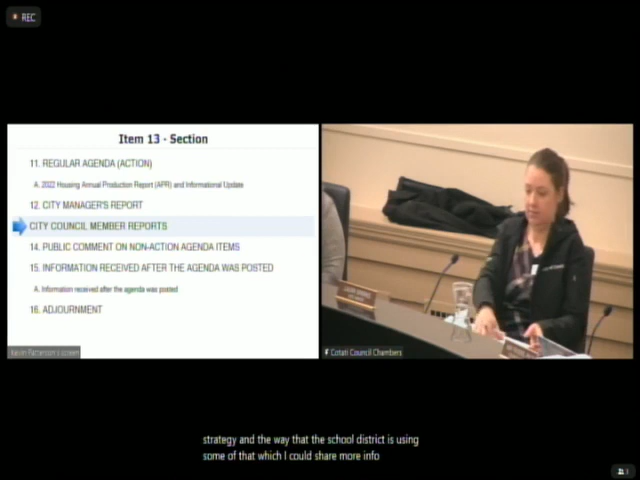 REC
Item 13 - Section
11. REGULAR AGENDA (ACTION)
A. 2022 Housing Annual Production Report (APR) and Informational Update
12. CITY MANAGER'S REPORT
CITY COUNCIL MEMBER REPORTS
14. PUBLIC COMMENT ON NON-ACTION AGENDA ITEMS
15. INFORMATION RECEIVED AFTER THE AGENDA WAS POSTED
A. Information received after the agenda was posted
16. ADJOURNMENT
Kevin Patterson's screen
Cotati Council Chambers
strategy and the way that the school district is using
some of that which I could share more info